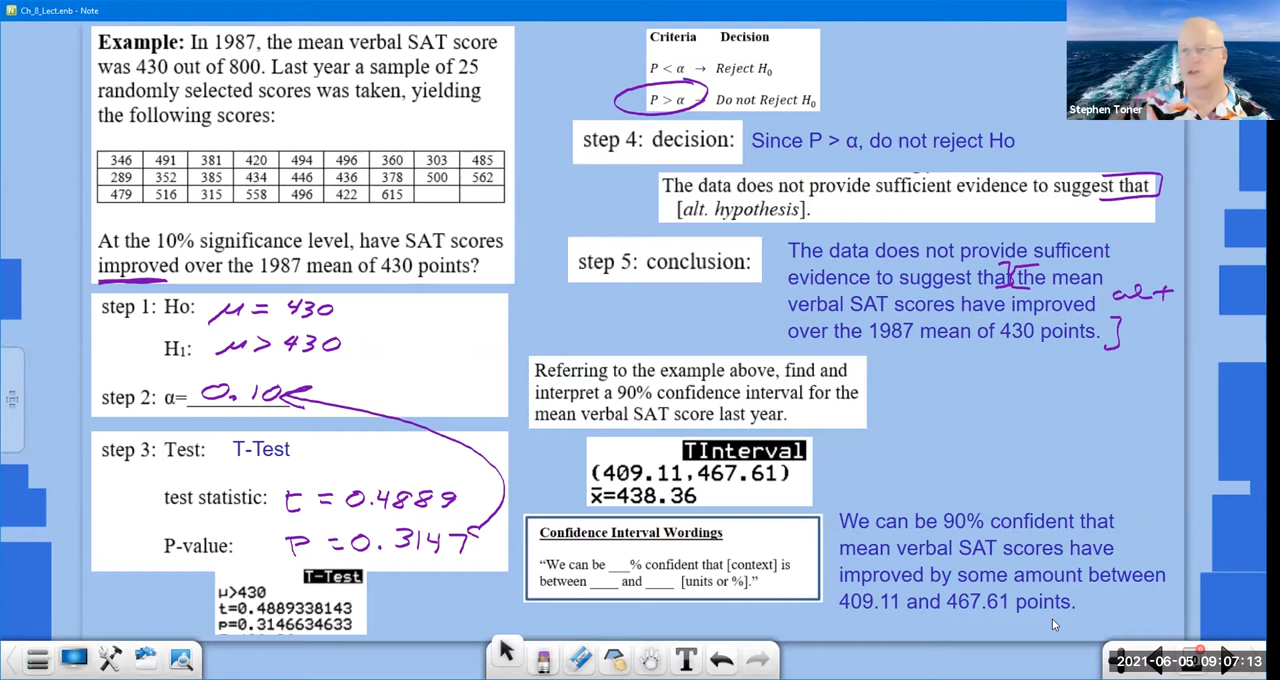 Ch_8_Lect.enb - Note
Example: In 1987, the mean verbal SAT score
was 430 out of 800. Last year a sample of 25
randomly selected scores was taken, yielding
the following scores:
346 491 381 420 494 496 360 303 485
289 352 385 434 446 436 378 500 562
479 516 315 558 496 422 615
At the 10% significance level, have SAT scores
improved over the 1987 mean of 430 points?
step 1: Ho: μ = 430
H1: μ > 430
step 2: α= 0.10
step 3: Test: T-Test
test statistic: t = 0.4889
P-value: P = 0.3147
T-Test
μ>430
t=0.4889338143
p=0.3146634633
Criteria Decision
P < α → Reject H0
P > α → Do not Reject H0
step 4: decision: Since P > α, do not reject Ho
The data does not provide sufficient evidence to suggest that
[alt. hypothesis].
step 5: conclusion:
The data does not provide sufficent
evidence to suggest that [the mean
verbal SAT scores have improved
over the 1987 mean of 430 points. ]
alt
Referring to the example above, find and
interpret a 90% confidence interval for the
mean verbal SAT score last year.
TInterval
(409.11,467.61)
x̄=438.36
Confidence Interval Wordings
"We can be ___% confident that [context] is
between ____ and ____ [units or %]."
We can be 90% confident that
mean verbal SAT scores have
improved by some amount between
409.11 and 467.61 points.
Stephen Toner
T
2021-06-05 09:07:13